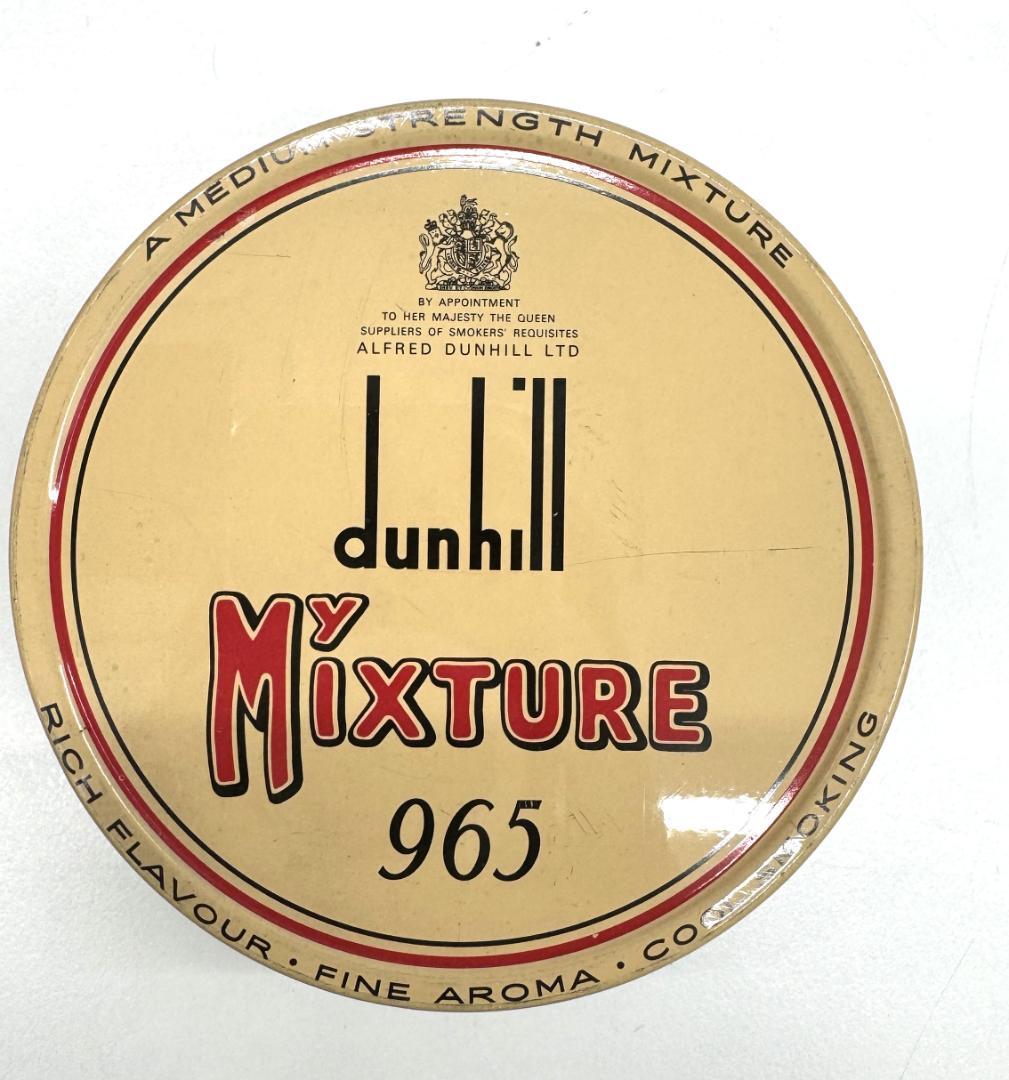 A MEDIUM STRENGTH MIXTURE
BY APPOINTMENT
TO HER MAJESTY THE QUEEN
SUPPLIERS OF SMOKERS' REQUISITES
ALFRED DUNHILL LTD
dunhill
My
MIXTURE
965
RICH FLAVOUR • FINE AROMA • COOL SMOKING